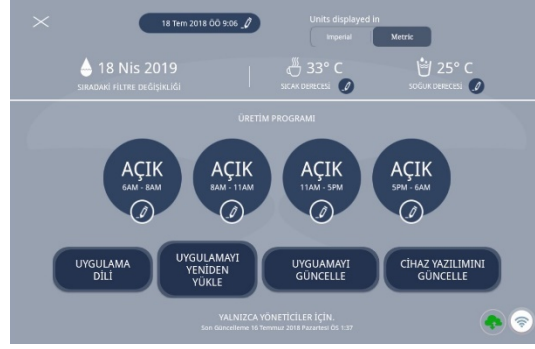 18 Tem 2018 ÖÖ 9:06
Units displayed in
Imperial
Metric
18 Nis 2019
SIRADAKİ FİLTRE DEĞİŞİKLİĞİ
33° C
SICAK DERECESİ
25° C
SOĞUK DERECESİ
ÜRETİM PROGRAMI
AÇIK
6AM - 8AM
AÇIK
8AM - 11AM
AÇIK
11AM - 5PM
AÇIK
5PM - 6AM
UYGULAMA
DİLİ
UYGULAMAYI
YENİDEN
YÜKLE
UYGUAMAYI
GÜNCELLE
CİHAZ YAZILIMINI
GÜNCELLE
YALNIZCA YÖNETİCİLER İÇİN.
Son Güncelleme 16 Temmuz 2018 Pazartesi ÖS 1:37